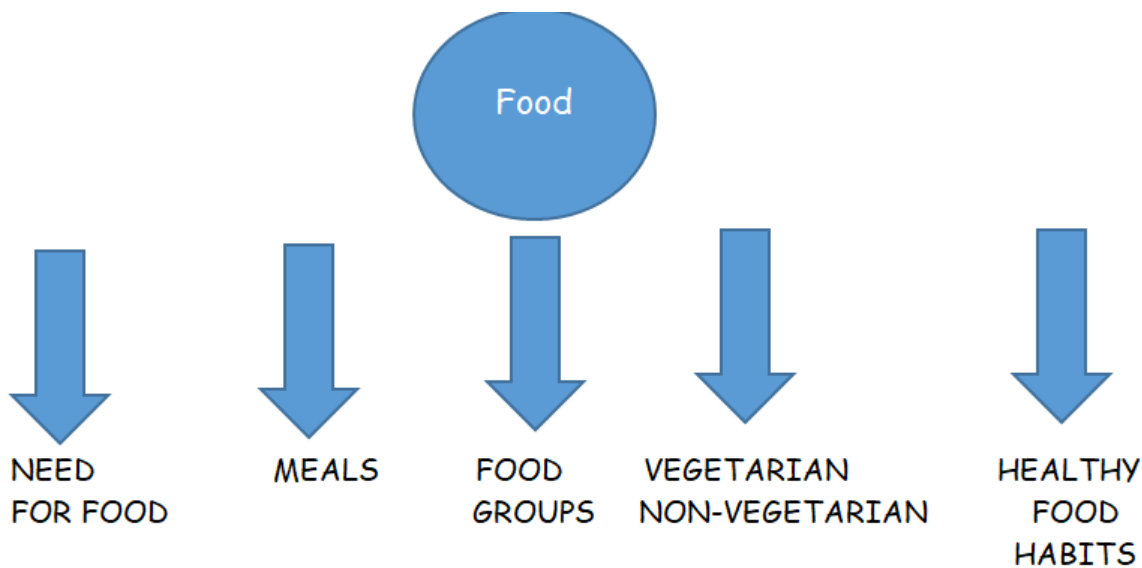 Food
NEED
FOR FOOD
MEALS
FOOD
GROUPS
VEGETARIAN
NON-VEGETARIAN
HEALTHY
FOOD
HABITS